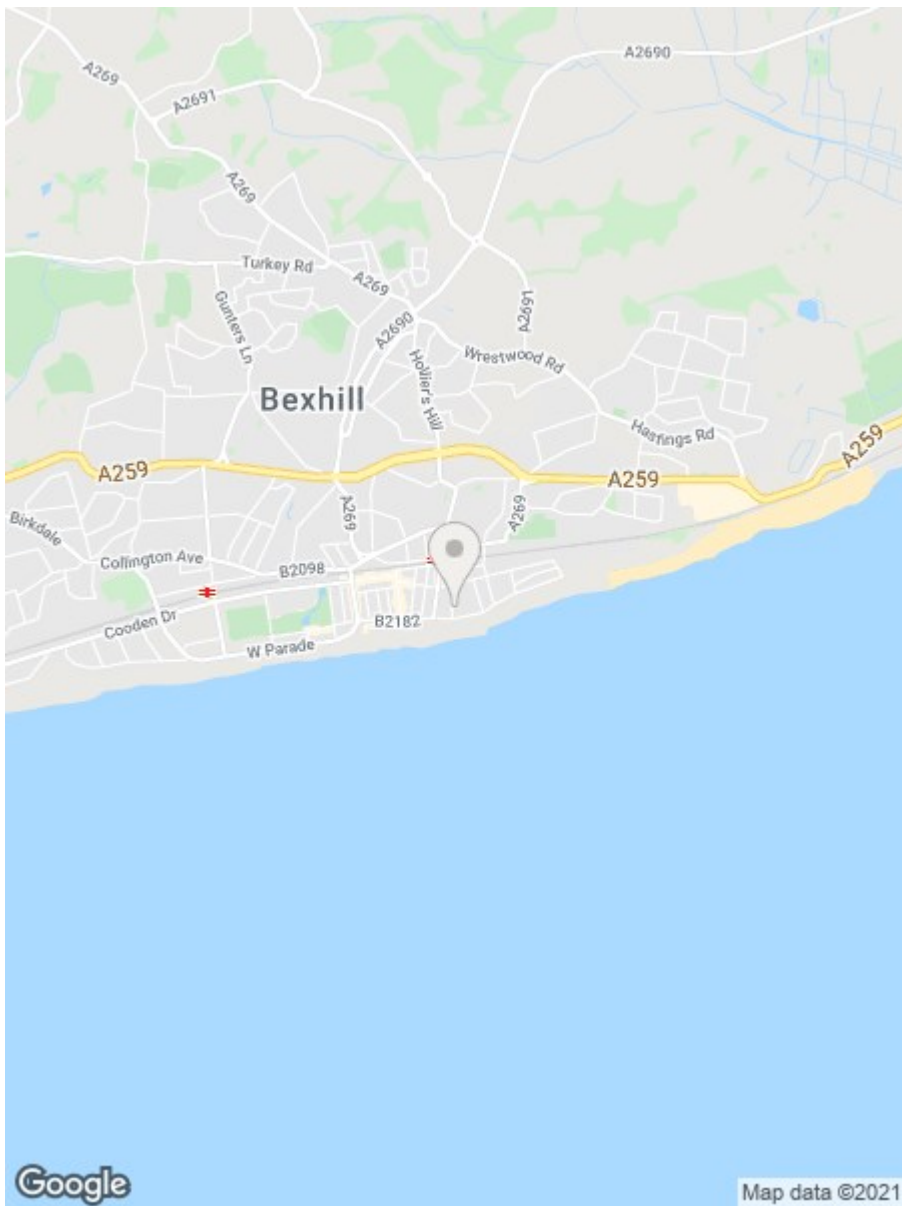 A2690
A269
A2691
A269
Turkey Rd
A269
Gunters Ln
A2690
A2691
Wrestwood Rd
Hollier's Hill
Bexhill
Hastings Rd
A259
A259
A259
A269
A269
Birkdale
Collington Ave
B2098
Cooden Dr
B2182
W Parade
Google
Map data ©2021